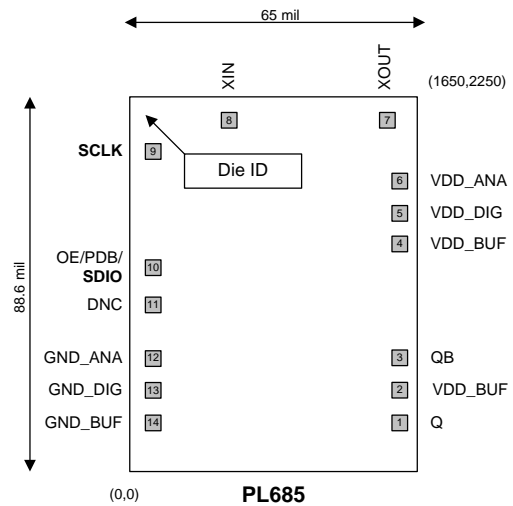 65 mil
XIN
XOUT
(1650,2250)
8
7
SCLK
9
Die ID
6
VDD_ANA
5
VDD_DIG
4
VDD_BUF
88.6 mil
OE/PDB/
SDIO
10
DNC
11
GND_ANA
12
3
QB
GND_DIG
13
2
VDD_BUF
GND_BUF
14
1
Q
(0,0)
PL685